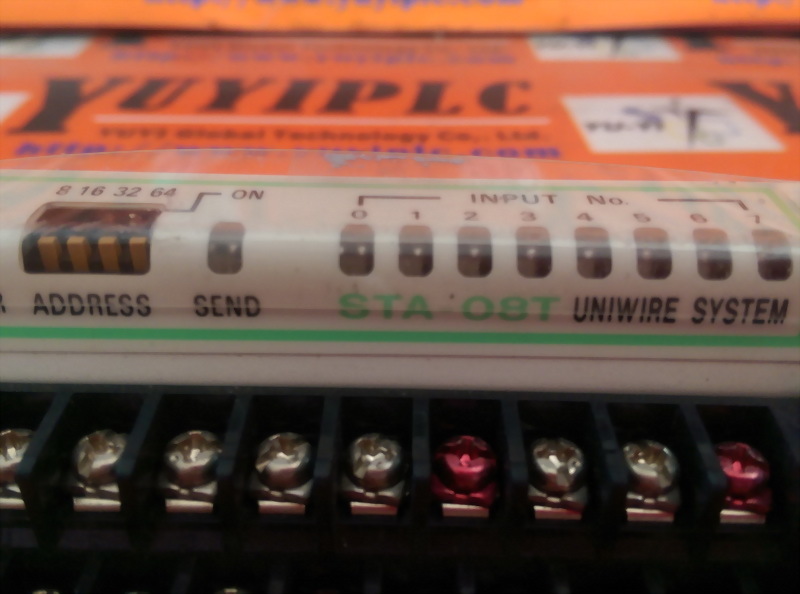 YUYIPLC
YUYI Global Technology Co., Ltd.
8 16 32 64 ON INPUT No.
0 1 2 3 4 5 6 7
ADDRESS SEND STA-08T UNIWIRE SYSTEM